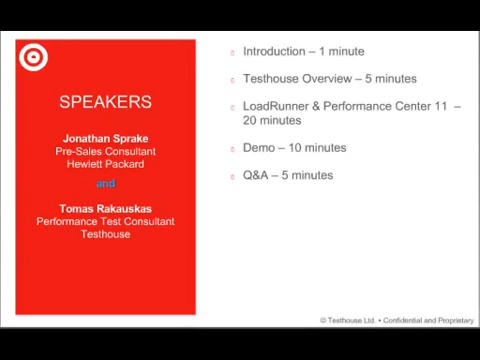 SPEAKERS
Jonathan Sprake
Pre-Sales Consultant
Hewlett Packard
and
Tomas Rakauskas
Performance Test Consultant
Testhouse
Introduction – 1 minute
Testhouse Overview – 5 minutes
LoadRunner & Performance Center 11 –
20 minutes
Demo – 10 minutes
Q&A – 5 minutes
© Testhouse Ltd. • Confidential and Proprietary